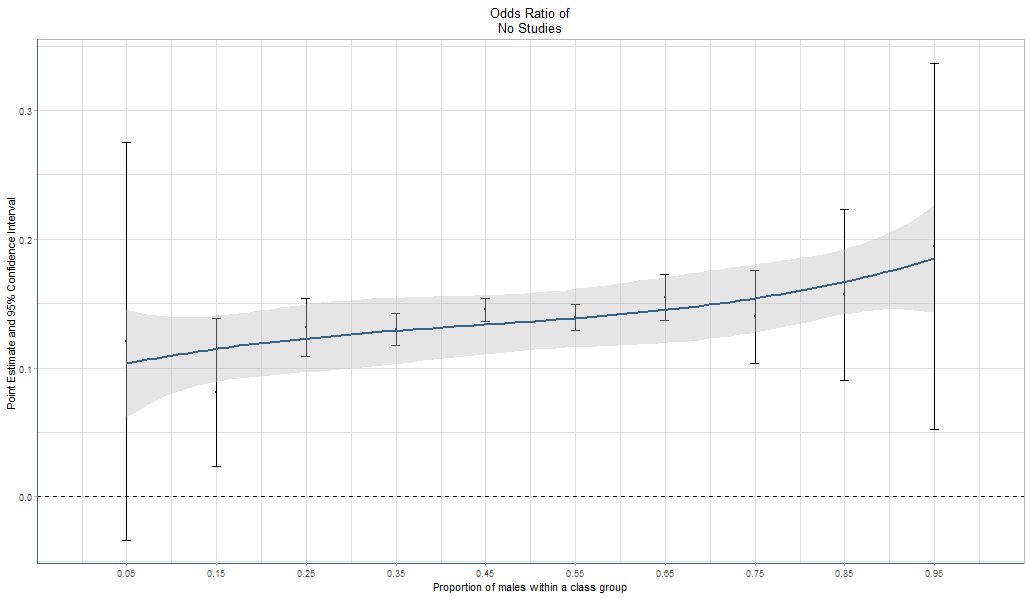 Odds Ratio of
No Studies
Point Estimate and 95% Confidence Interval
0.3
0.2
0.1
0.0
0.05 0.15 0.25 0.35 0.45 0.55 0.65 0.75 0.85 0.95
Proportion of males within a class group